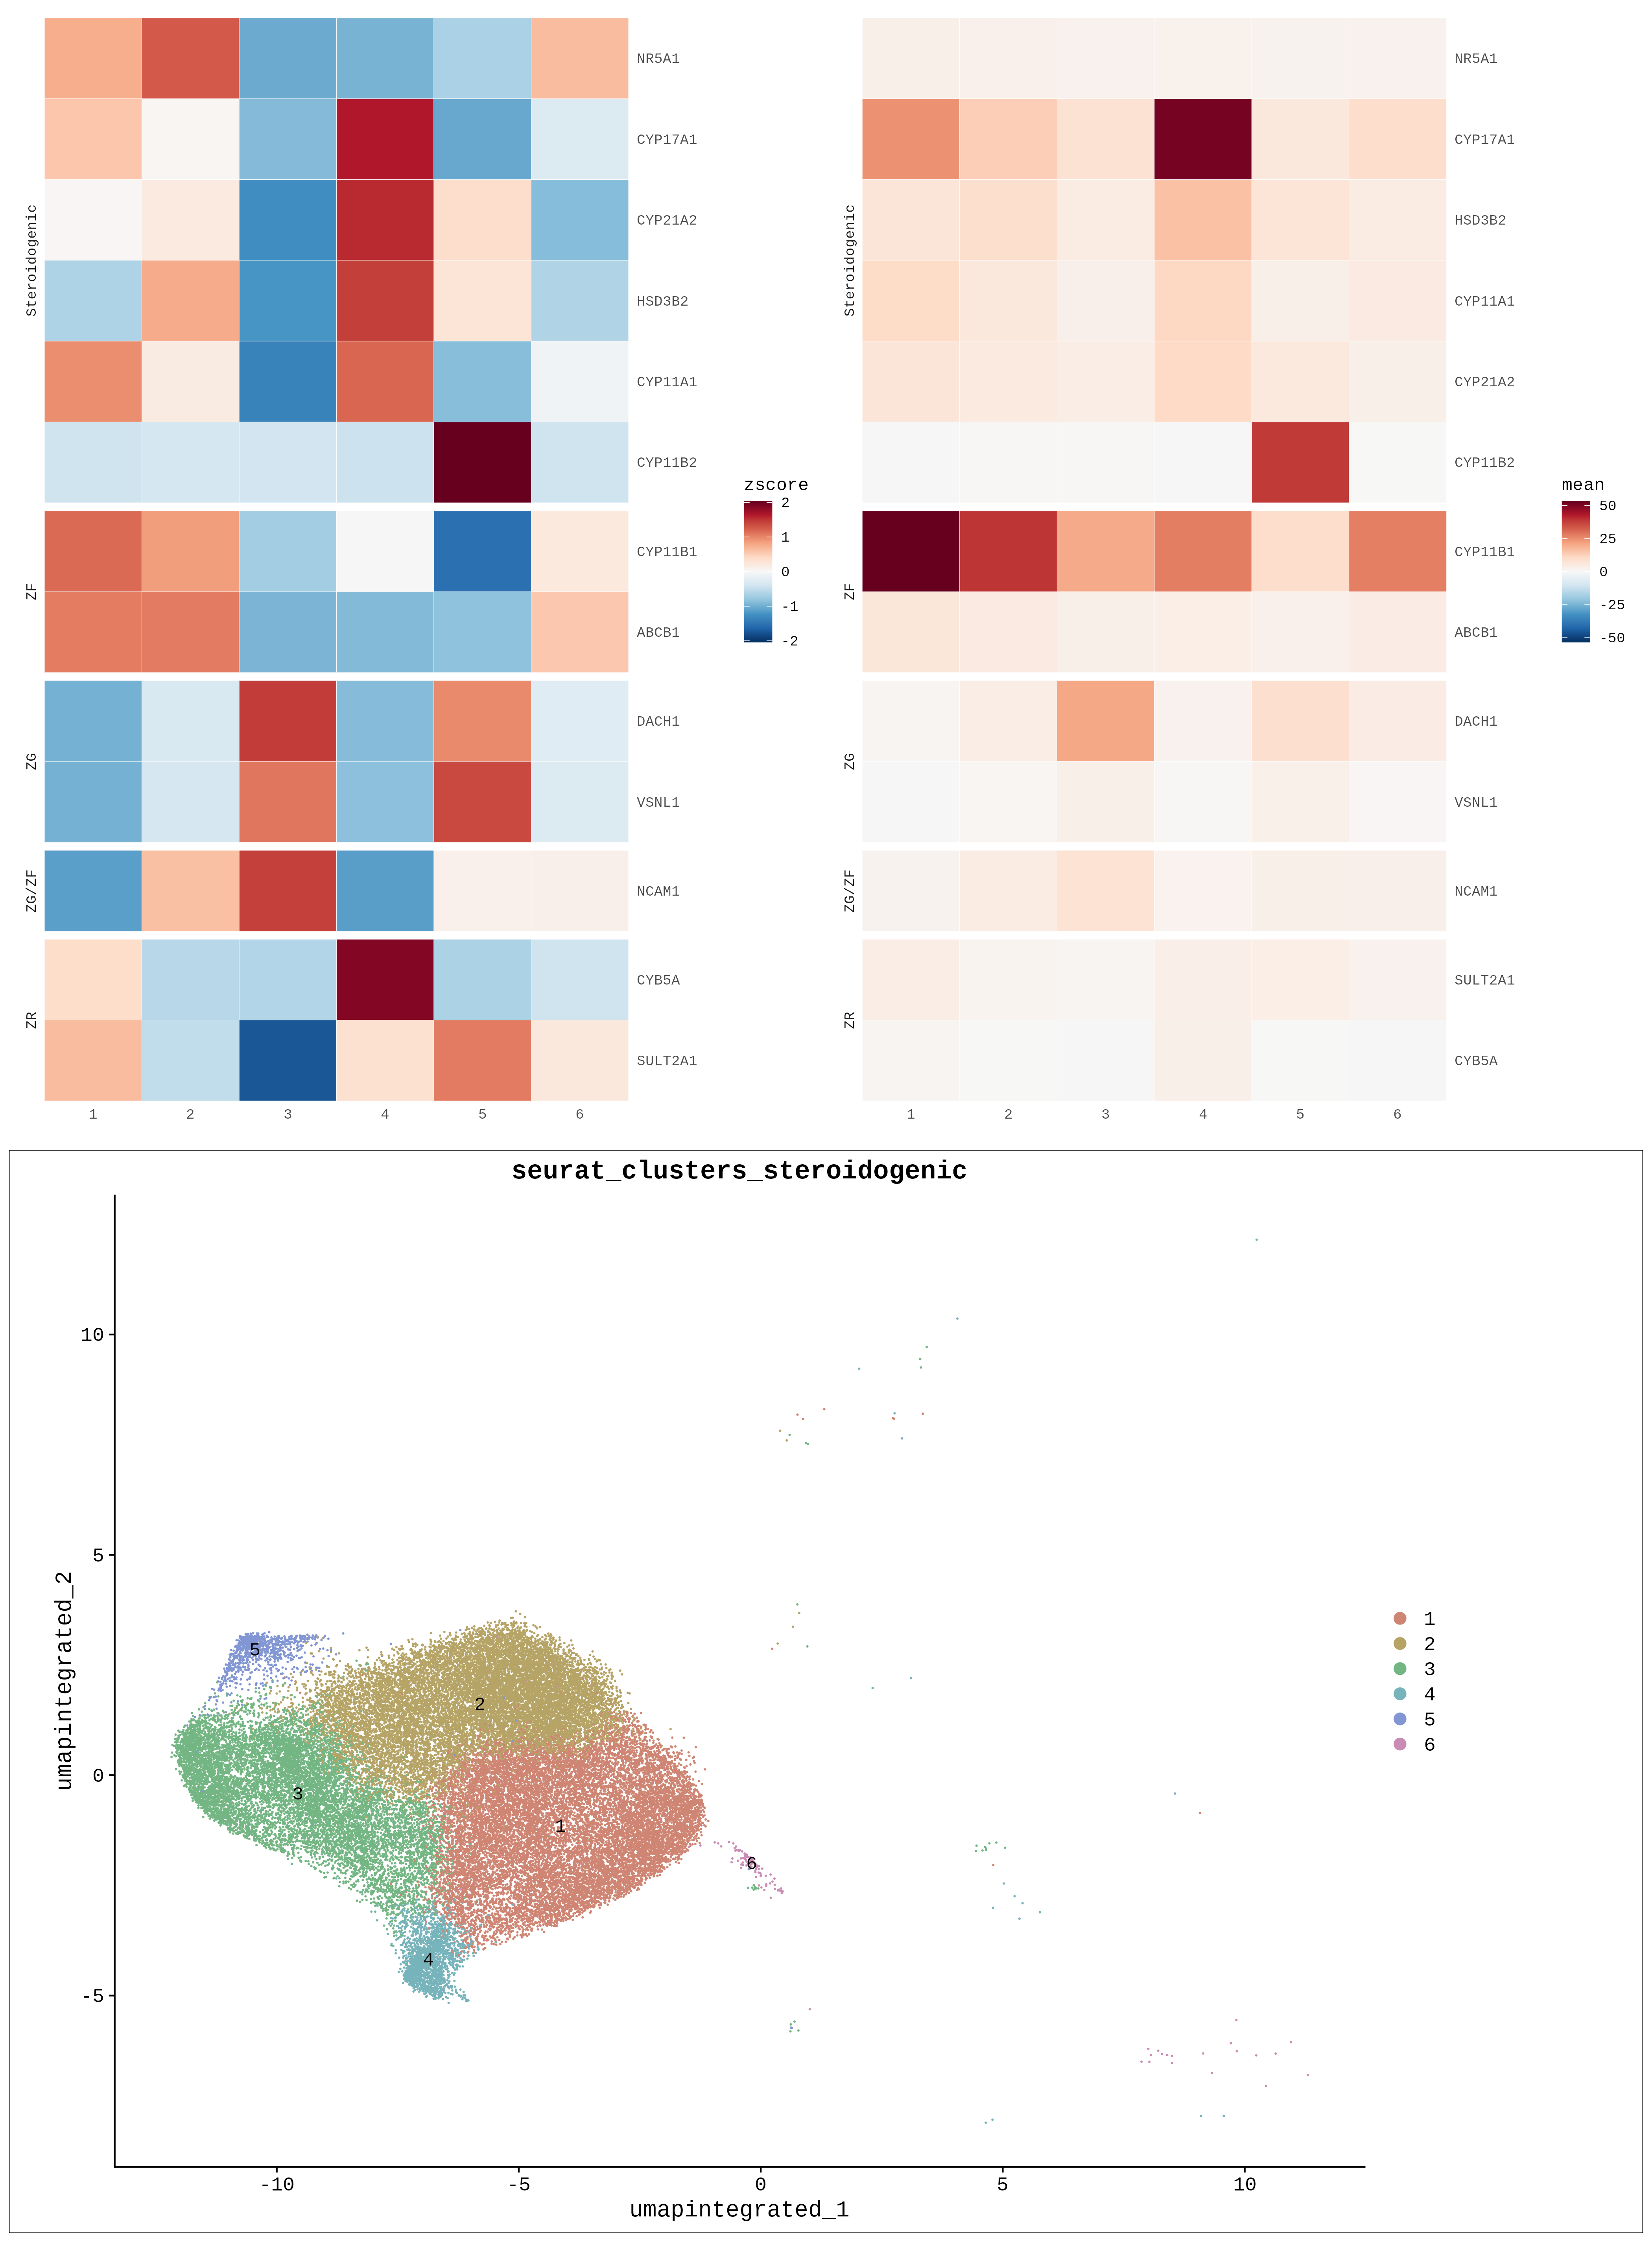 Steroidogenic
NR5A1
CYP17A1
CYP21A2
HSD3B2
CYP11A1
CYP11B2
ZF
CYP11B1
ABCB1
ZG
DACH1
VSNL1
ZG/ZF
NCAM1
ZR
CYB5A
SULT2A1
1 2 3 4 5 6
zscore
2
1
0
-1
-2
Steroidogenic
NR5A1
CYP17A1
HSD3B2
CYP11A1
CYP21A2
CYP11B2
ZF
CYP11B1
ABCB1
ZG
DACH1
VSNL1
ZG/ZF
NCAM1
ZR
SULT2A1
CYB5A
1 2 3 4 5 6
mean
50
25
0
-25
-50
seurat_clusters_steroidogenic
umapintegrated_2
10
5
0
-5
5
2
3
1
6
4
-10 -5 0 5 10
umapintegrated_1
1
2
3
4
5
6